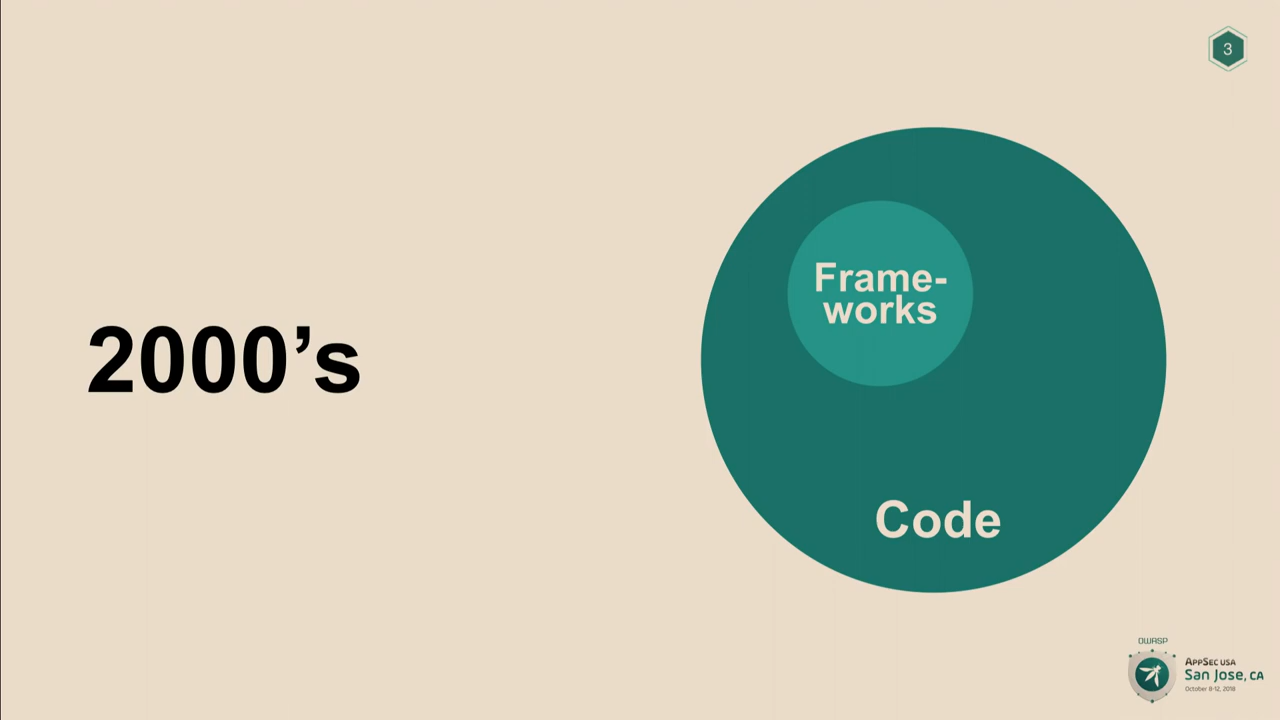 3
2000’s
Frame-
works
Code
OWASP
APPSEC USA
San Jose, CA
October 8-12, 2018